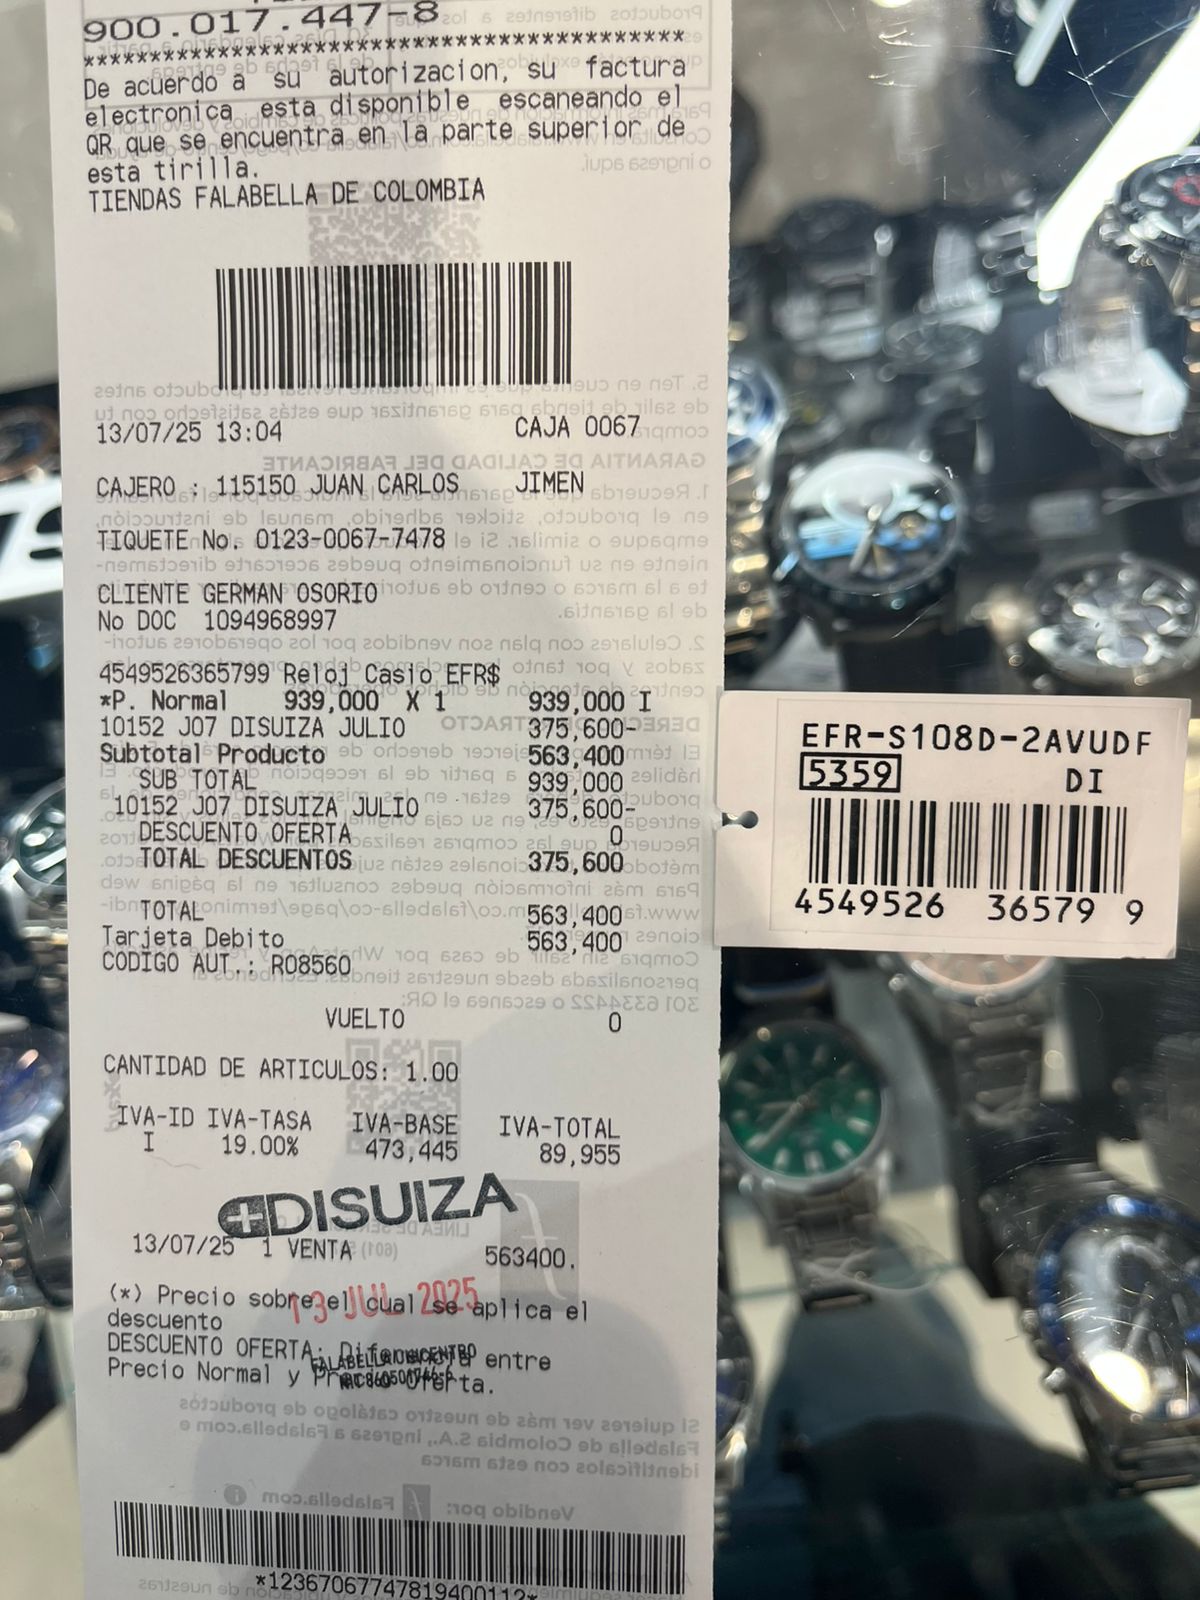 900.017.447-8
********************************************
De acuerdo a su autorizacion, su factura
electronica esta disponible escaneando el
QR que se encuentra en la parte superior de
esta tirilla.
TIENDAS FALABELLA DE COLOMBIA
13/07/25 13:04 CAJA 0067
CAJERO : 115150 JUAN CARLOS JIMEN
TIQUETE No. 0123-0067-7478
CLIENTE GERMAN OSORIO
No DOC 1094968997
4549526365799 Reloj Casio EFR$
*P. Normal 939,000 X 1 939,000 I
10152 J07 DISUIZA JULIO 375,600-
Subtotal Producto 563,400
SUB TOTAL 939,000
10152 J07 DISUIZA JULIO 375,600-
DESCUENTO OFERTA 0
TOTAL DESCUENTOS 375,600
TOTAL 563,400
Tarjeta Debito 563,400
CODIGO AUT.: R08560
VUELTO 0
CANTIDAD DE ARTICULOS: 1.00
IVA-ID IVA-TASA IVA-BASE IVA-TOTAL
I 19.00% 473,445 89,955
DISUIZA
13/07/25 1 VENTA 563400.
13 JUL 2025
(*) Precio sobre el cual se aplica el
descuento
DESCUENTO OFERTA: Diferencia entre
Precio Normal y Precio Oferta.
FALABELLA UNICENTRO
*12367067747819400112*
EFR-S108D-2AVUDF
5359 DI
4549526 36579 9